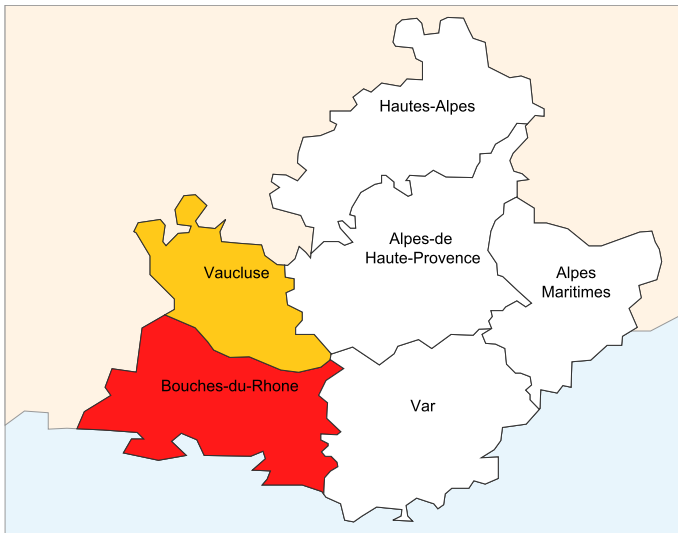 Hautes-Alpes
Alpes-de
Haute-Provence
Vaucluse
Alpes
Maritimes
Bouches-du-Rhone
Var